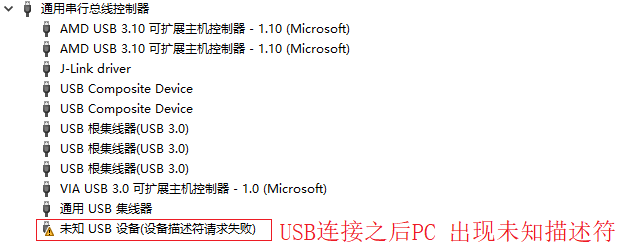 通用串行总线控制器
AMD USB 3.10 可扩展主机控制器 - 1.10 (Microsoft)
AMD USB 3.10 可扩展主机控制器 - 1.10 (Microsoft)
J-Link driver
USB Composite Device
USB Composite Device
USB 根集线器(USB 3.0)
USB 根集线器(USB 3.0)
USB 根集线器(USB 3.0)
VIA USB 3.0 可扩展主机控制器 - 1.0 (Microsoft)
通用 USB 集线器
未知 USB 设备(设备描述符请求失败) USB连接之后PC 出现未知描述符